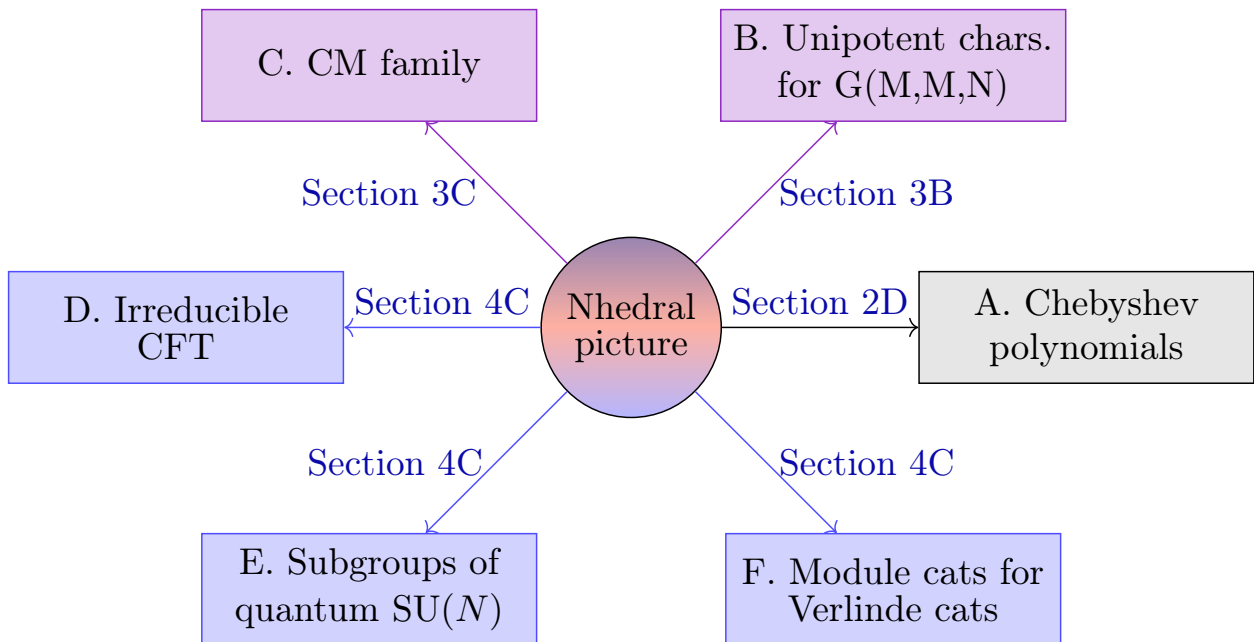 C. CM family
B. Unipotent chars.
for G(M,M,N)
Section 3C
Section 3B
D. Irreducible
CFT
Section 4C
Nhedral
picture
Section 2D
A. Chebyshev
polynomials
Section 4C
Section 4C
E. Subgroups of
quantum SU(N)
F. Module cats for
Verlinde cats